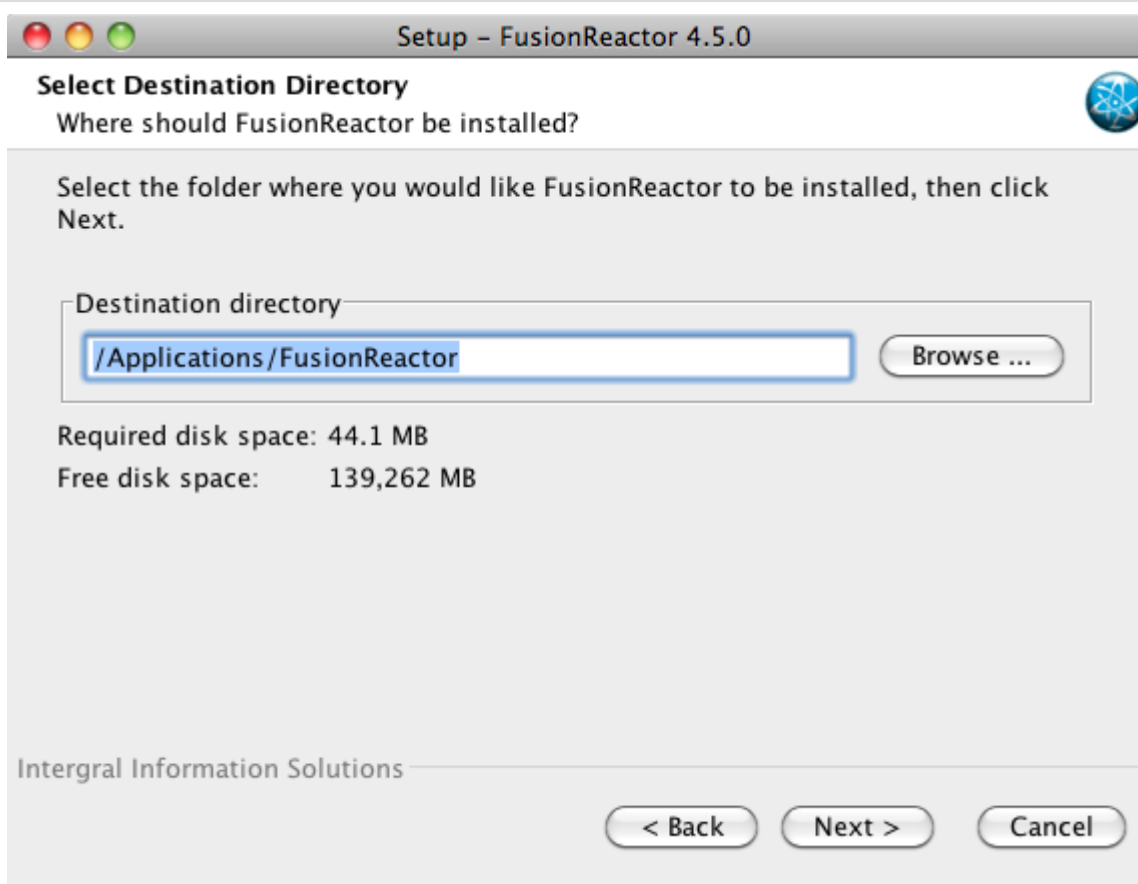 Setup – FusionReactor 4.5.0
Select Destination Directory
Where should FusionReactor be installed?
Select the folder where you would like FusionReactor to be installed, then click
Next.
Destination directory
/Applications/FusionReactor
Browse ...
Required disk space: 44.1 MB
Free disk space: 139,262 MB
Intergral Information Solutions
< Back
Next >
Cancel